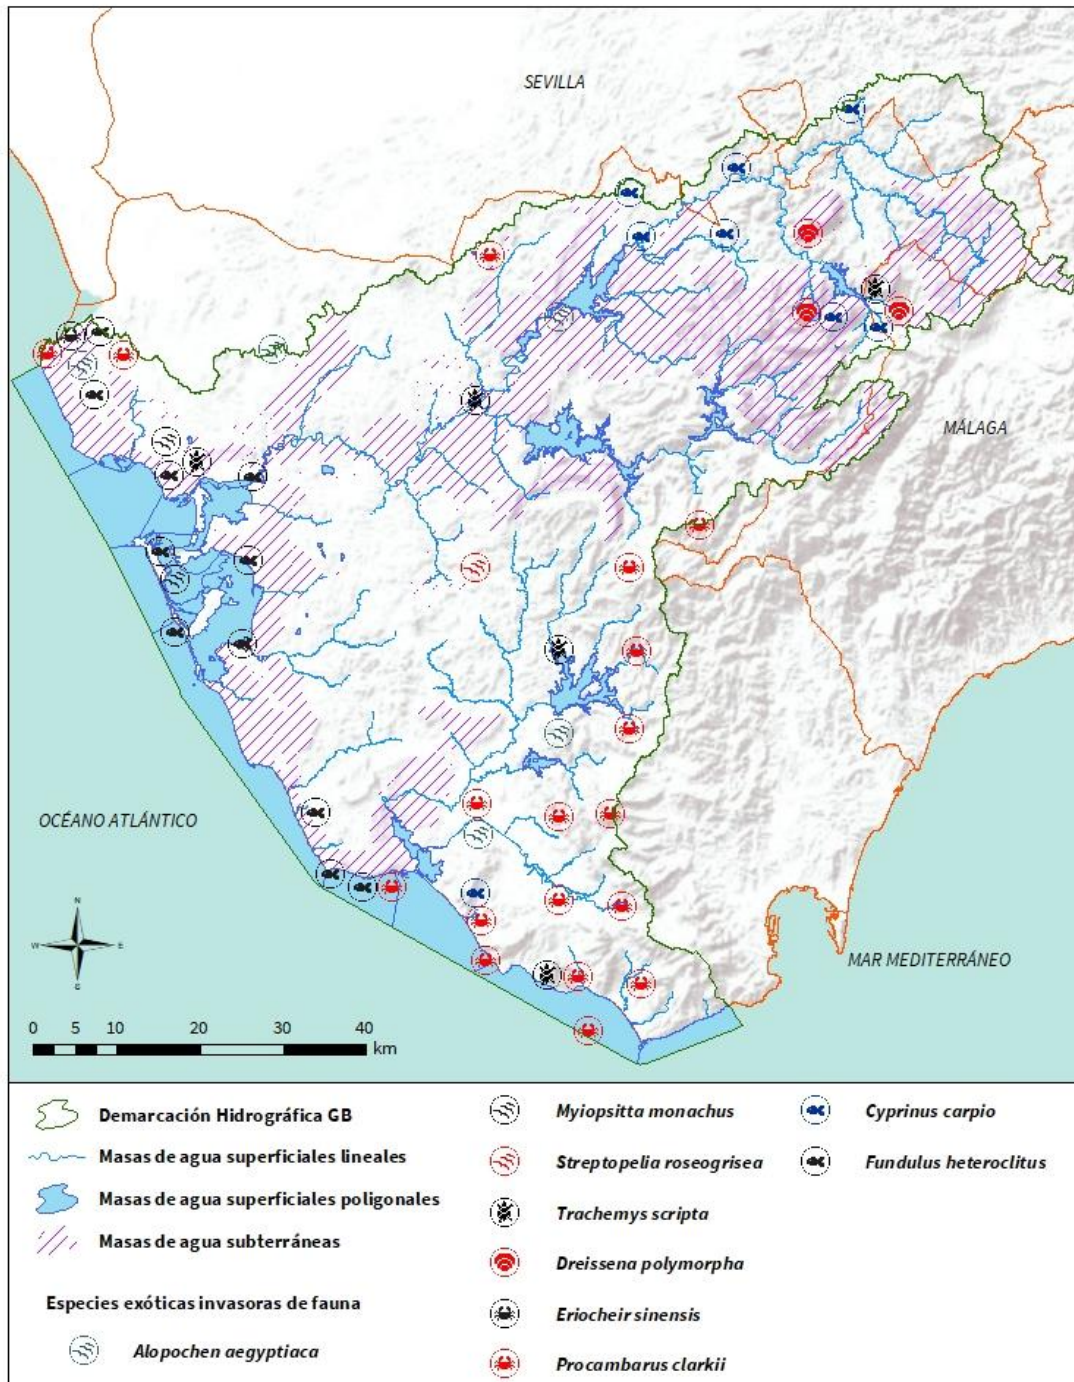 SEVILLA
MÁLAGA
OCÉANO ATLÁNTICO
MAR MEDITERRÁNEO
N
W E
S
0 5 10 20 30 40
km
Demarcación Hidrográfica GB
Masas de agua superficiales lineales
Masas de agua superficiales poligonales
Masas de agua subterráneas
Especies exóticas invasoras de fauna
Alopochen aegyptiaca
Myiopsitta monachus
Streptopelia roseogrisea
Trachemys scripta
Dreissena polymorpha
Eriocheir sinensis
Procambarus clarkii
Cyprinus carpio
Fundulus heteroclitus